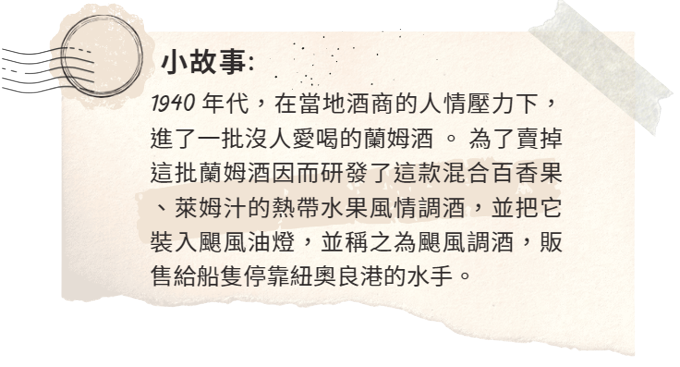 小故事:
1940 年代，在當地酒商的人情壓力下，
進了一批沒人愛喝的蘭姆酒 。 為了賣掉
這批蘭姆酒因而研發了這款混合百香果
、萊姆汁的熱帶水果風情調酒，並把它
裝入颶風油燈，並稱之為颶風調酒，販
售給船隻停靠紐奧良港的水手。